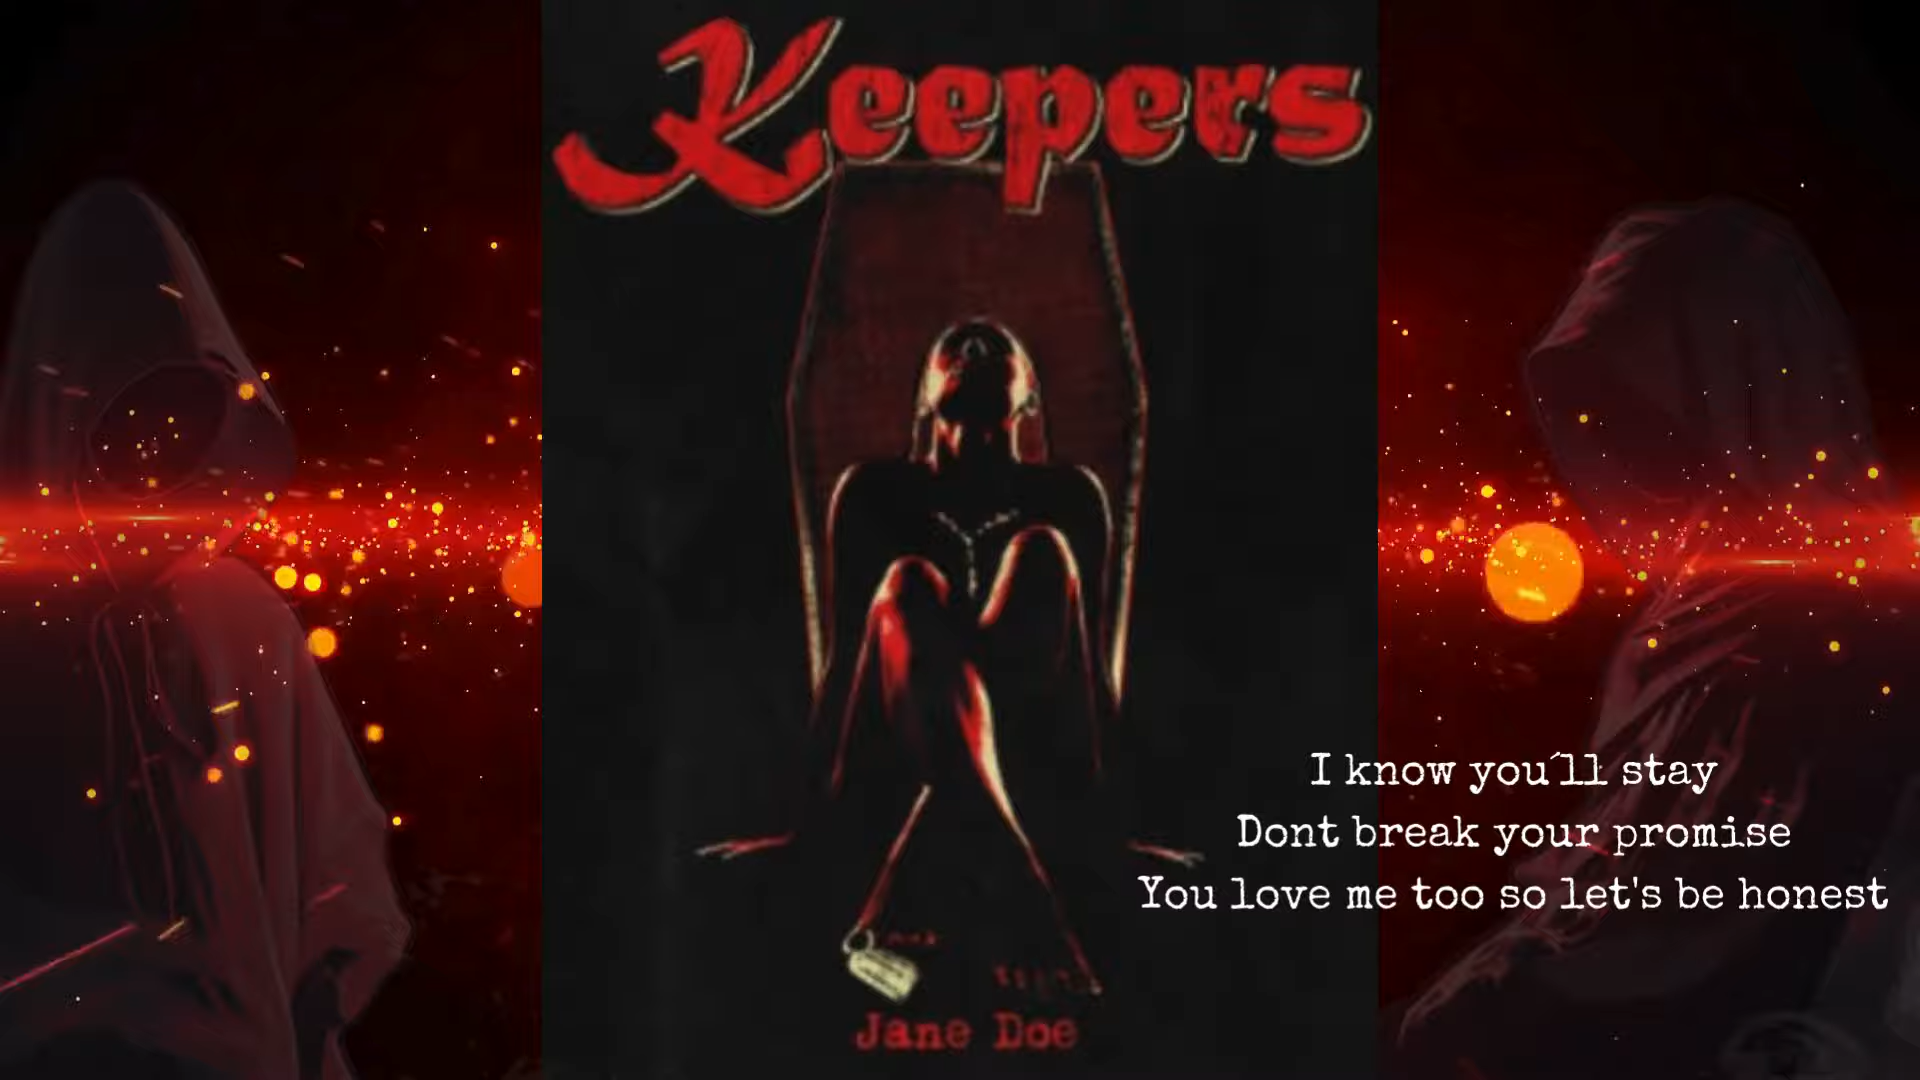 Keepers
I know you´ll stay
Dont break your promise
You love me too so let's be honest
Jane Doe